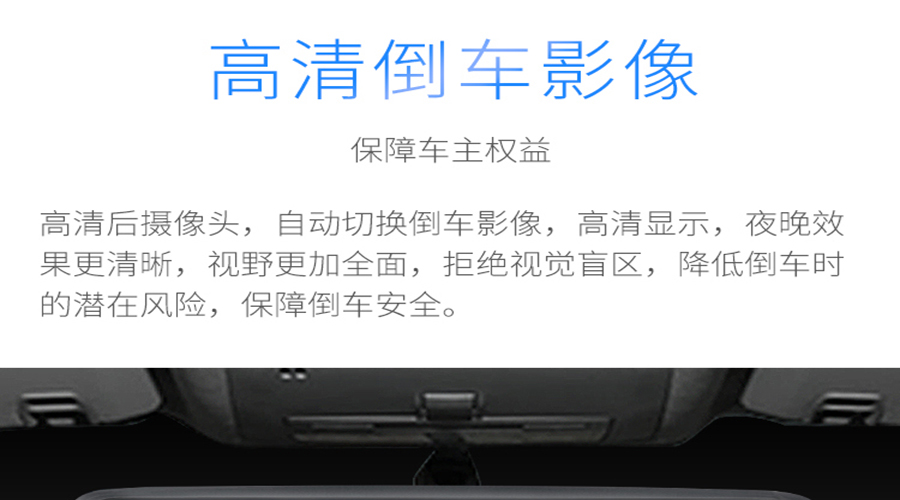 高清倒车影像
保障车主权益
高清后摄像头，自动切换倒车影像，高清显示，夜晚效
果更清晰，视野更加全面，拒绝视觉盲区，降低倒车时
的潜在风险，保障倒车安全。